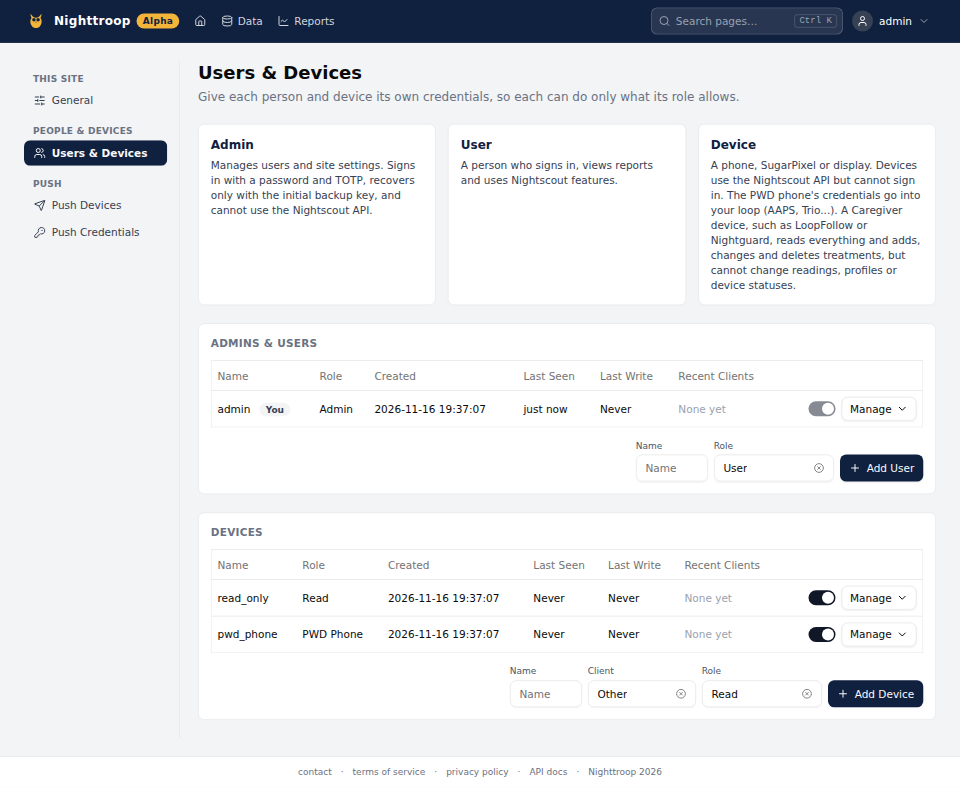 Nighttroop Alpha Data Reports Search pages... Ctrl K admin
THIS SITE
General
PEOPLE & DEVICES
Users & Devices
PUSH
Push Devices
Push Credentials
Users & Devices
Give each person and device its own credentials, so each can do only what its role allows.
Admin
Manages users and site settings. Signs
in with a password and TOTP, recovers
only with the initial backup key, and
cannot use the Nightscout API.
User
A person who signs in, views reports
and uses Nightscout features.
Device
A phone, SugarPixel or display. Devices
use the Nightscout API but cannot sign
in. The PWD phone's credentials go into
your loop (AAPS, Trio...). A Caregiver
device, such as LoopFollow or
Nightguard, reads everything and adds,
changes and deletes treatments, but
cannot change readings, profiles or
device statuses.
ADMINS & USERS
Name Role Created Last Seen Last Write Recent Clients
admin You Admin 2026-11-16 19:37:07 just now Never None yet Manage
Name Role
Name User Add User
DEVICES
Name Role Created Last Seen Last Write Recent Clients
read_only Read 2026-11-16 19:37:07 Never Never None yet Manage
pwd_phone PWD Phone 2026-11-16 19:37:07 Never Never None yet Manage
Name Client Role
Name Other Read Add Device
contact · terms of service · privacy policy · API docs · Nighttroop 2026